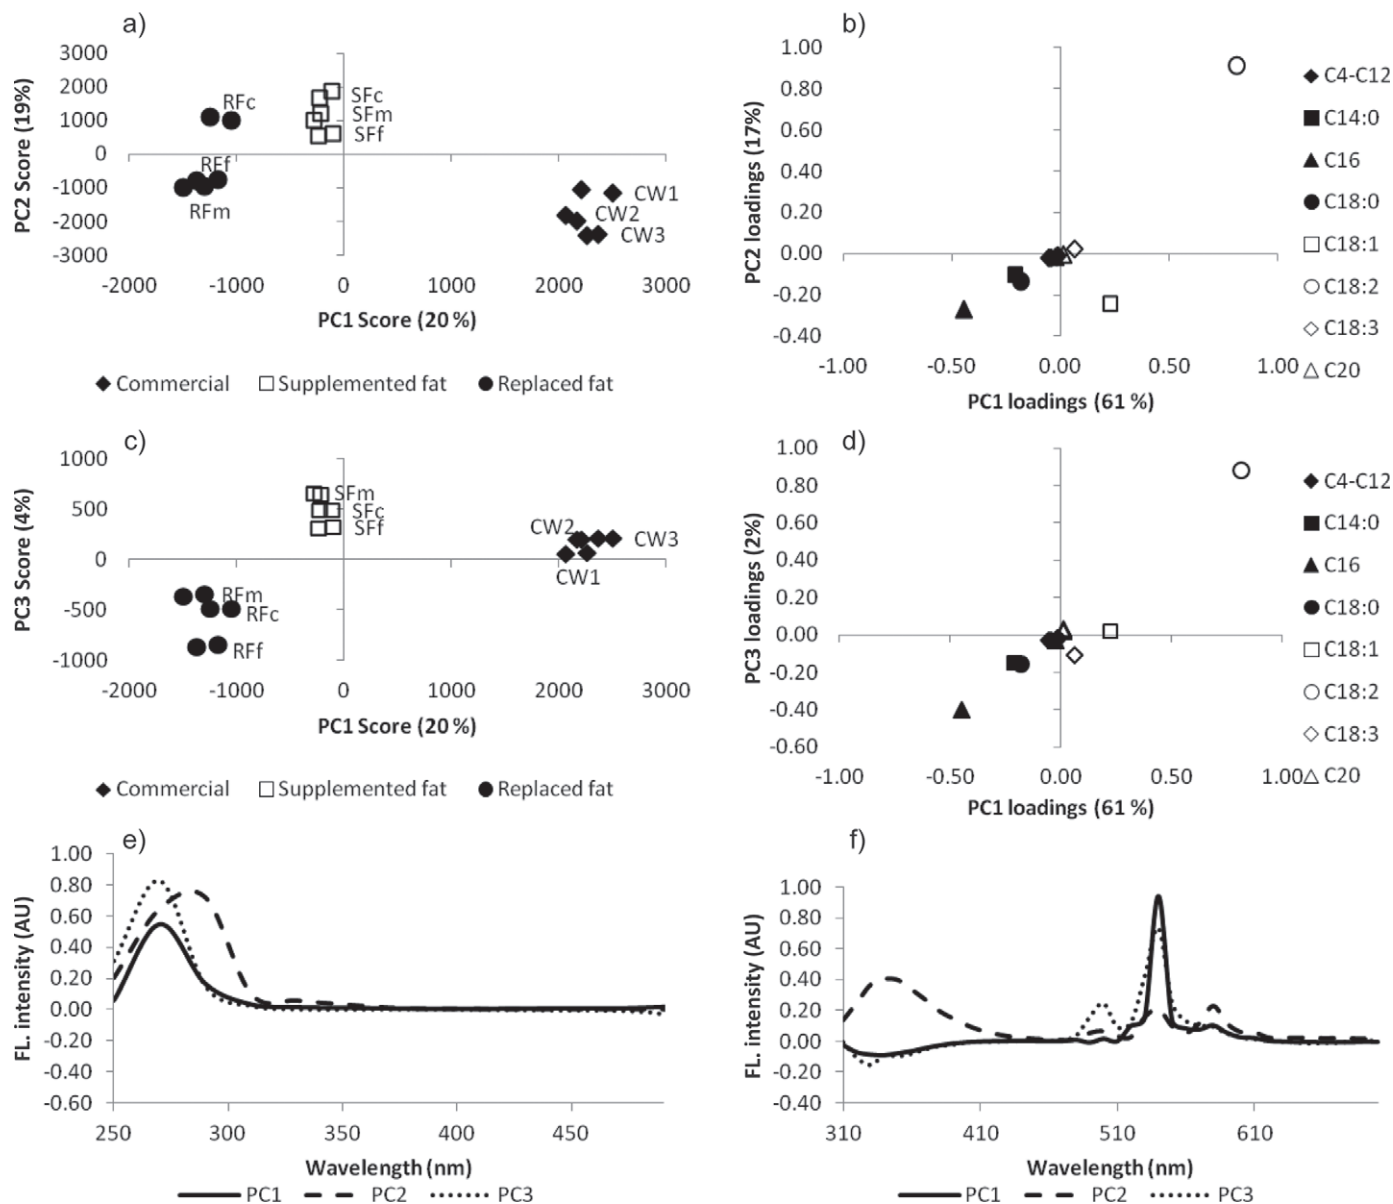 a)
3000
2000
1000
0
-1000
-2000
-3000
PC2 Score (19%)
RFc
RFf
RFm
SFc
SFm
SFf
CW1
CW2
CW3
-2000 -1000 0 1000 2000 3000
PC1 Score (20 %)
◆ Commercial □ Supplemented fat ● Replaced fat
b)
1.00
0.80
0.60
0.40
0.20
0.00
-0.20
-0.40
PC2 loadings (17%)
-1.00 -0.50 0.00 0.50 1.00
PC1 loadings (61 %)
◆ C4-C12
■ C14:0
▲ C16
● C18:0
□ C18:1
○ C18:2
◇ C18:3
△ C20
c)
1000
500
0
-500
-1000
PC3 Score (4%)
SFm
SFc
SFf
RFm
RFc
RFf
CW2
CW3
CW1
-2000 -1000 0 1000 2000 3000
PC1 Score (20 %)
◆ Commercial □ Supplemented fat ● Replaced fat
d)
1.00
0.80
0.60
0.40
0.20
0.00
-0.20
-0.40
-0.60
PC3 loadings (2%)
-1.00 -0.50 0.00 0.50 1.00
PC1 loadings (61 %)
◆ C4-C12
■ C14:0
▲ C16
● C18:0
□ C18:1
○ C18:2
◇ C18:3
△ C20
e)
1.00
0.80
0.60
0.40
0.20
0.00
-0.20
-0.40
-0.60
FL. intensity (AU)
250 300 350 400 450
Wavelength (nm)
PC1 PC2 PC3
f)
1.00
0.80
0.60
0.40
0.20
0.00
-0.20
-0.40
FL. intensity (AU)
310 410 510 610
Wavelength (nm)
PC1 PC2 PC3